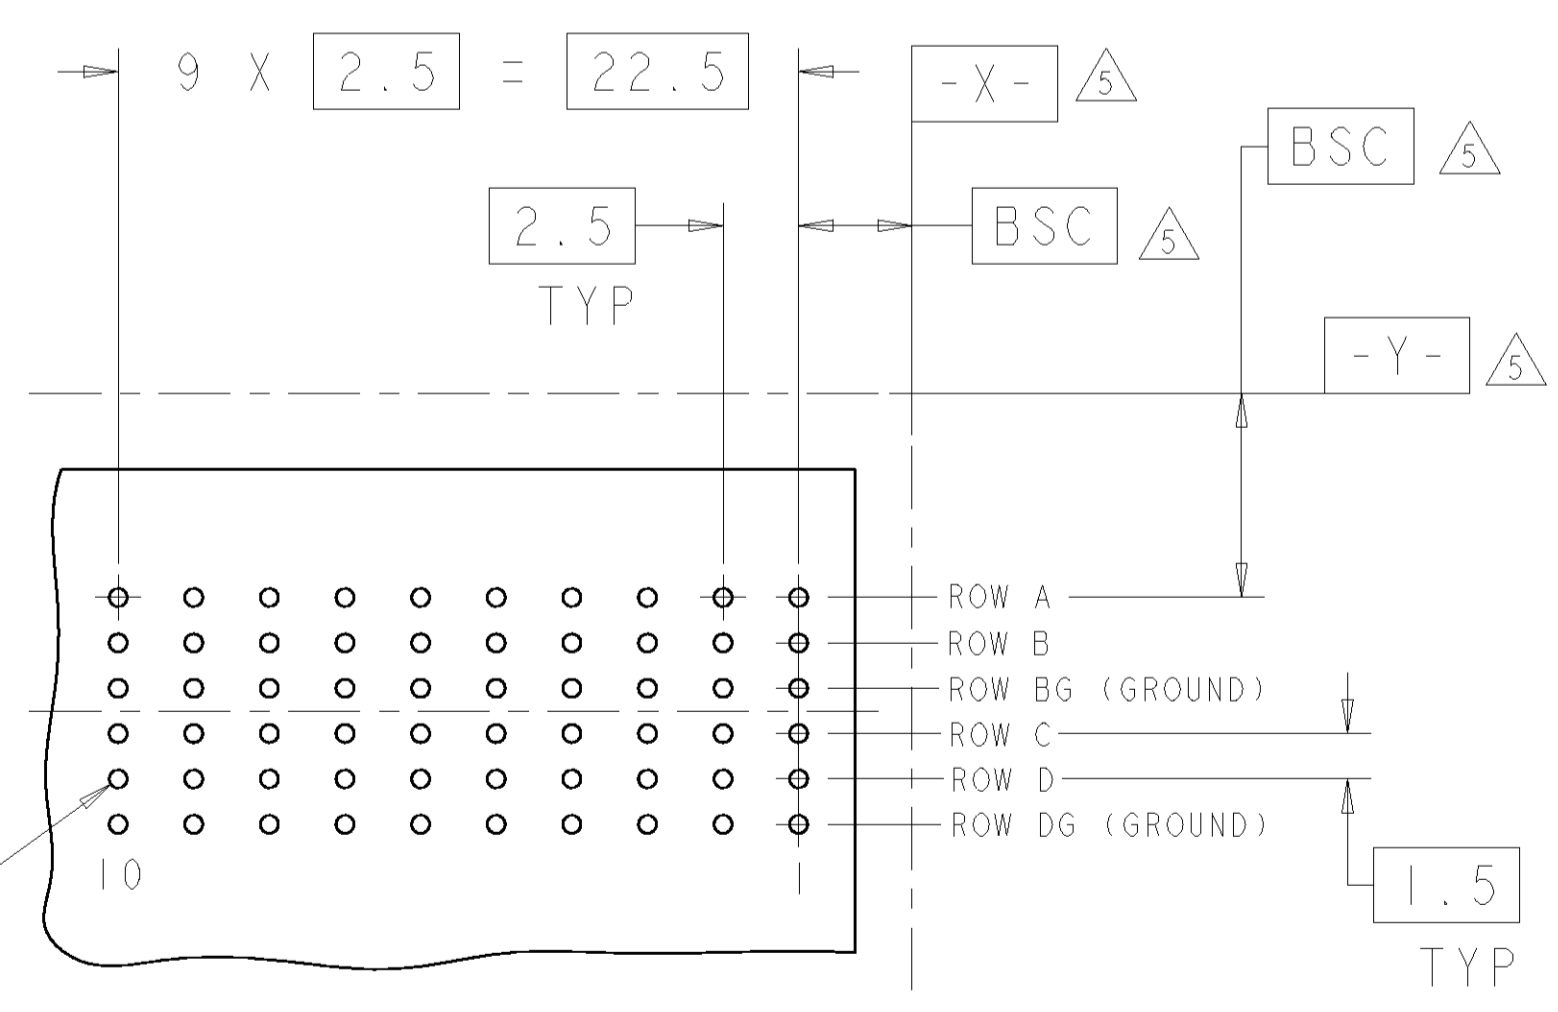 9 X 2.5 = 22.5
-X- 5
BSC 5
2.5
TYP
BSC 5
-Y- 5
ROW A
ROW B
ROW BG (GROUND)
ROW C
ROW D
ROW DG (GROUND)
10
1
1.5
TYP